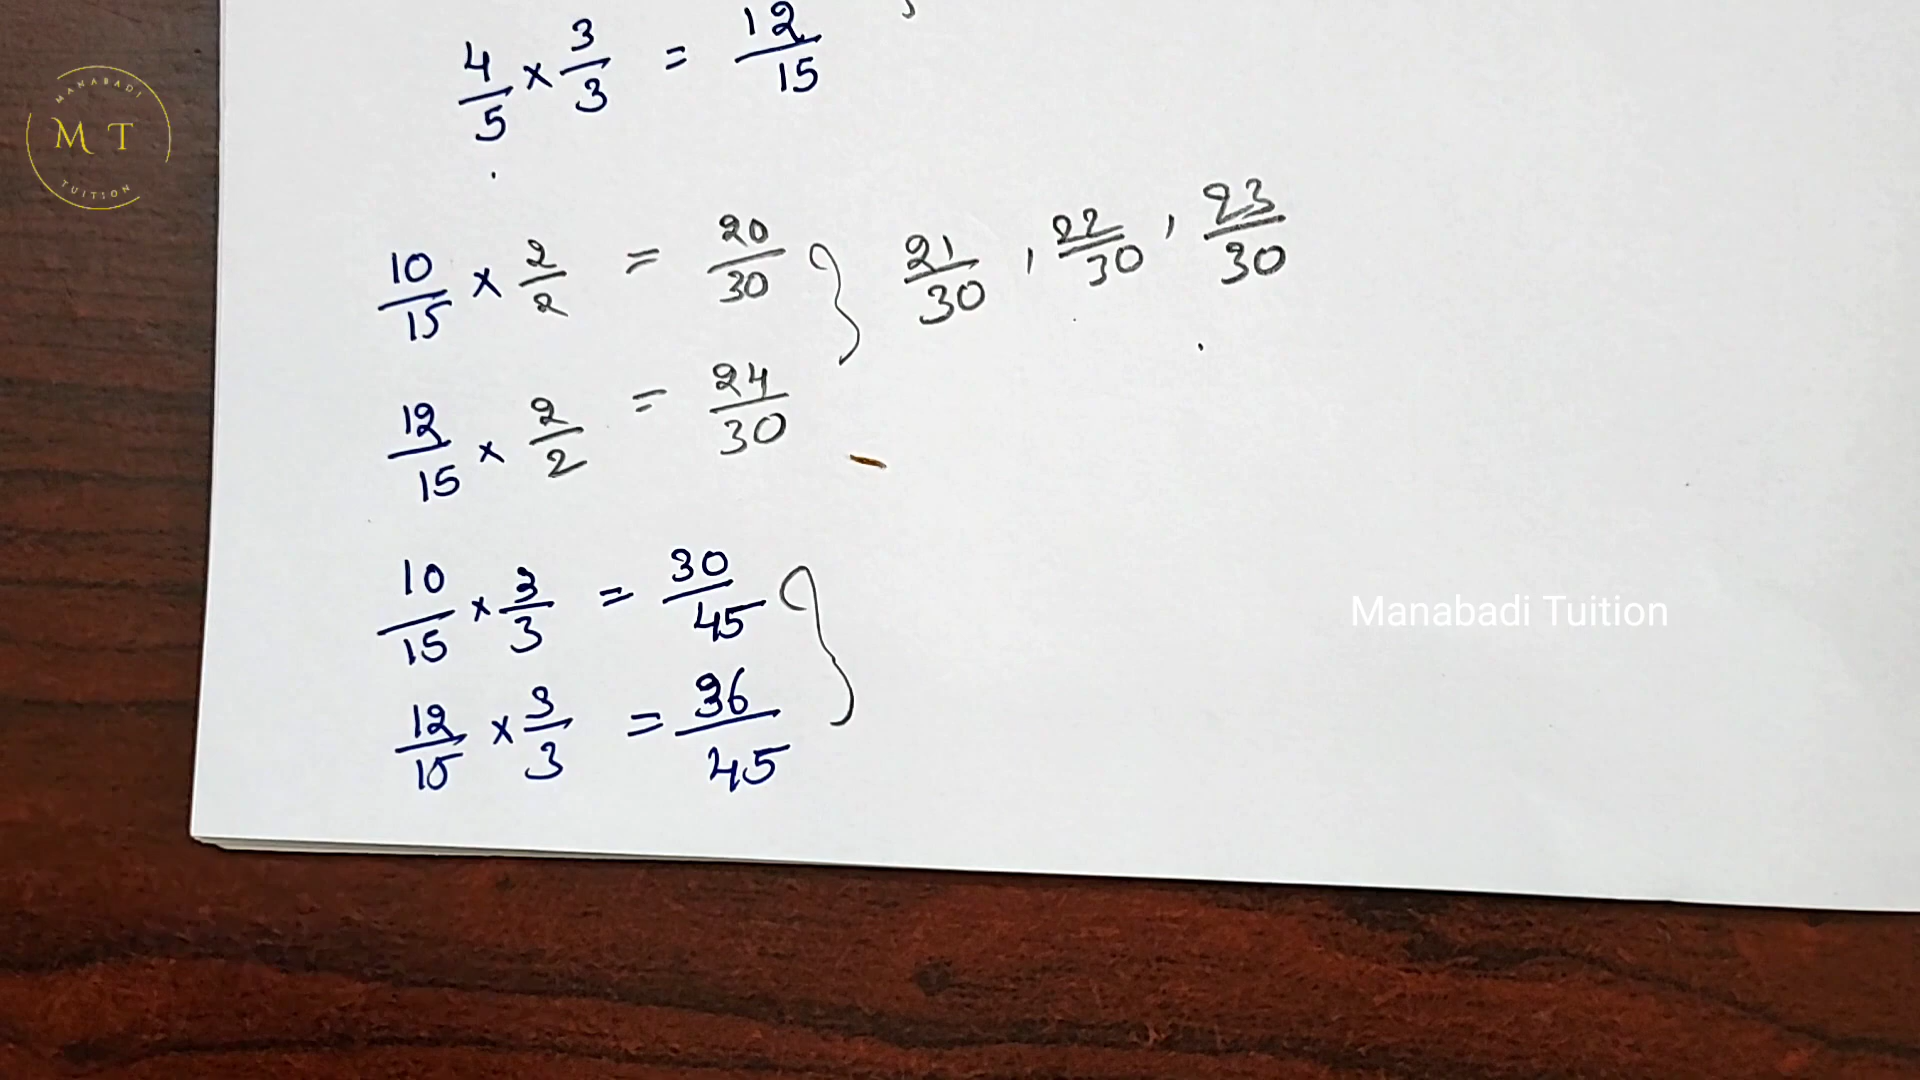 MANABADI
M T
TUITION
4/5 × 3/3 = 12/15
10/15 × 2/2 = 20/30 } 21/30 , 22/30 , 23/30
12/15 × 2/2 = 24/30
10/15 × 3/3 = 30/45 }
12/15 × 3/3 = 36/45
Manabadi Tuition